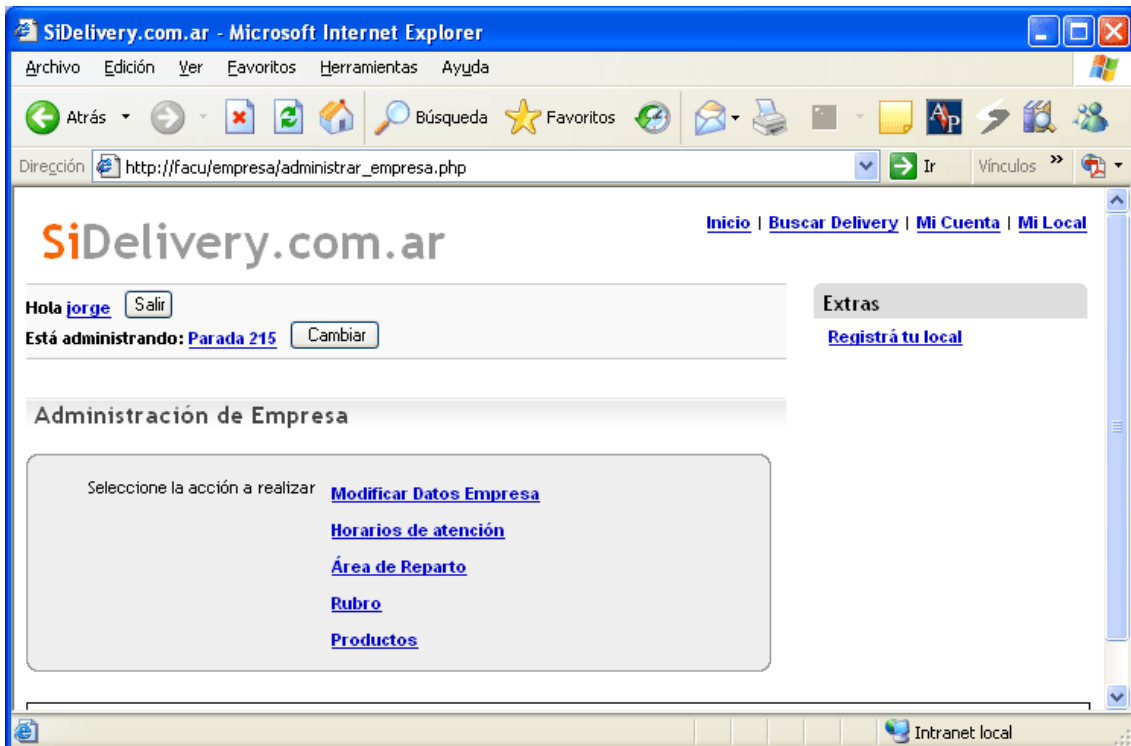 SiDelivery.com.ar - Microsoft Internet Explorer
Archivo Edición Ver Favoritos Herramientas Ayuda
Atrás Búsqueda Favoritos
Dirección http://facu/empresa/administrar_empresa.php Ir Vínculos »
SiDelivery.com.ar
Inicio | Buscar Delivery | Mi Cuenta | Mi Local
Hola jorge Salir
Está administrando: Parada 215 Cambiar
Extras
Registrá tu local
Administración de Empresa
Seleccione la acción a realizar Modificar Datos Empresa
Horarios de atención
Área de Reparto
Rubro
Productos
Intranet local